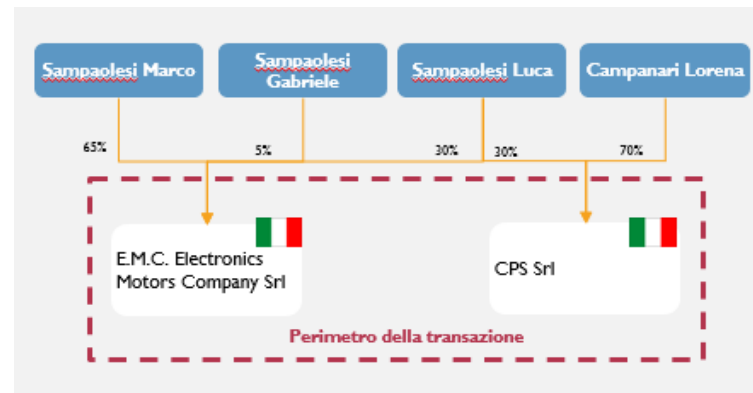 Sampaolesi Marco
Sampaolesi
Gabriele
Sampaolesi Luca
Campanari Lorena
65%
5%
30%
30%
70%
E.M.C. Electronics
Motors Company Srl
CPS Srl
Perimetro della transazione